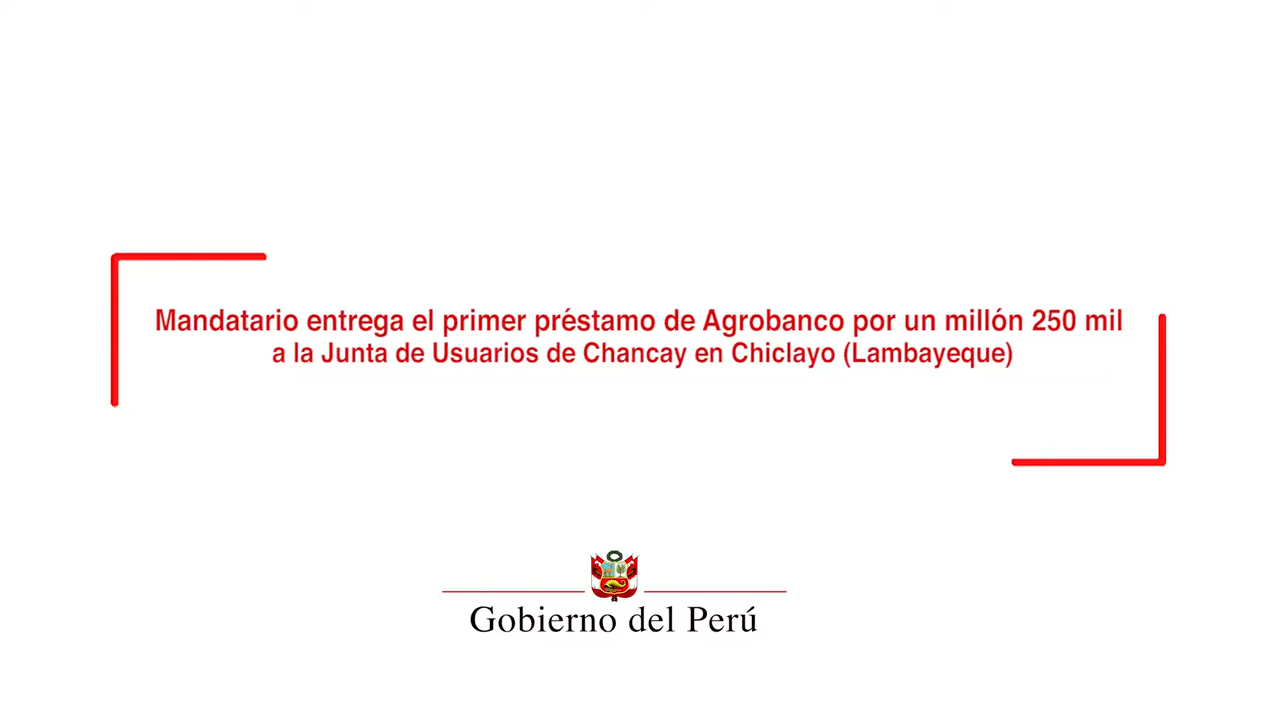 Mandatario entrega el primer préstamo de Agrobanco por un millón 250 mil
a la Junta de Usuarios de Chancay en Chiclayo (Lambayeque)
Gobierno del Perú